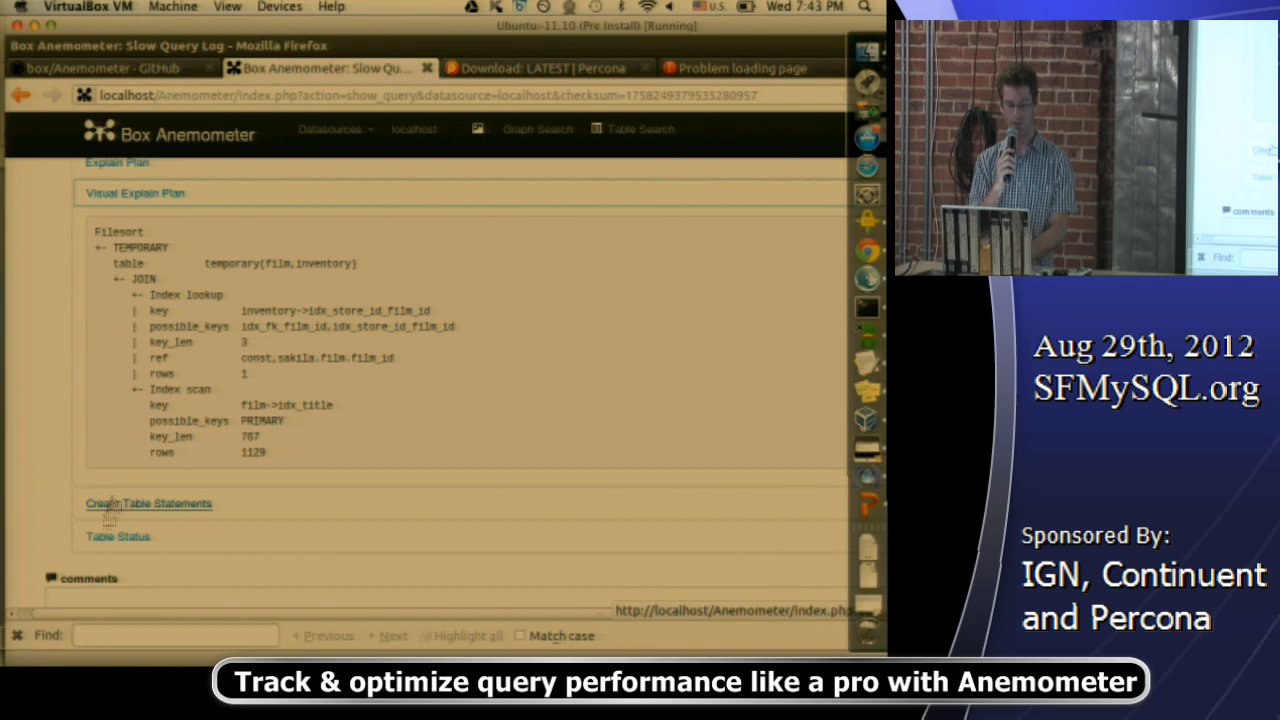 VirtualBox VM Machine View Devices Help
U.S. Wed 7:43 PM
Ubuntu-11.10 (Pre Install) [Running]
Box Anemometer: Slow Query Log - Mozilla Firefox
box/Anemometer · GitHub
Box Anemometer: Slow Qu...
Download: LATEST | Percona
Problem loading page
localhost/Anemometer/index.php?action=show_query&datasource=localhost&checksum=1758249379535280957
Box Anemometer
Datasources localhost Graph Search Table Search
Explain Plan
Visual Explain Plan
Filesort
+- TEMPORARY
table temporary(film,inventory)
+- JOIN
+- Index lookup
| key inventory->idx_store_id_film_id
| possible_keys idx_fk_film_id,idx_store_id_film_id
| key_len 3
| ref const,sakila.film.film_id
| rows 1
+- Index scan
key film->idx_title
possible_keys PRIMARY
key_len 767
rows 1129
Create Table Statements
Table Status
comments
http://localhost/Anemometer/index.php
Find: Previous Next Highlight all Match case
comments
Find:
Aug 29th, 2012
SFMySQL.org
Sponsored By:
IGN, Continuent
and Percona
Track & optimize query performance like a pro with Anemometer